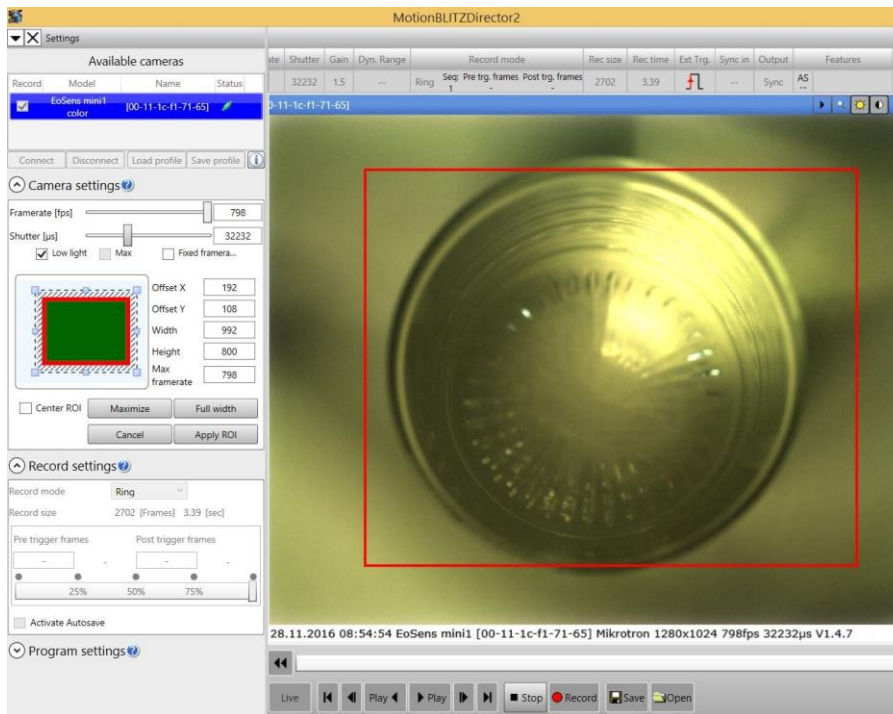 MotionBLITZDirector2
Settings
Available cameras
Record Model Name Status
EoSens mini1 color [00-11-1c-f1-71-65]
Connect Disconnect Load profile Save profile
Camera settings
Framerate [fps] 798
Shutter [µs] 32232
Low light Max Fixed framera...
Offset X 192
Offset Y 108
Width 992
Height 800
Max framerate 798
Center ROI Maximize Full width
Cancel Apply ROI
Record settings
Record mode Ring
Record size 2702 [Frames] 3,39 [sec]
Pre trigger frames Post trigger frames
- - - -
25% 50% 75%
Activate Autosave
Program settings
Shutter Gain Dyn. Range Record mode Rec size Rec time Ext Trg. Sync in Output Features
32232 1.5 -- Ring Seq: Pre trg. frames Post trg. frames 2702 3.39 -- Sync AS
1 - - --
-11-1c-f1-71-65]
28.11.2016 08:54:54 EoSens mini1 [00-11-1c-f1-71-65] Mikrotron 1280x1024 798fps 32232µs V1.4.7
Live Play Play Stop Record Save Open